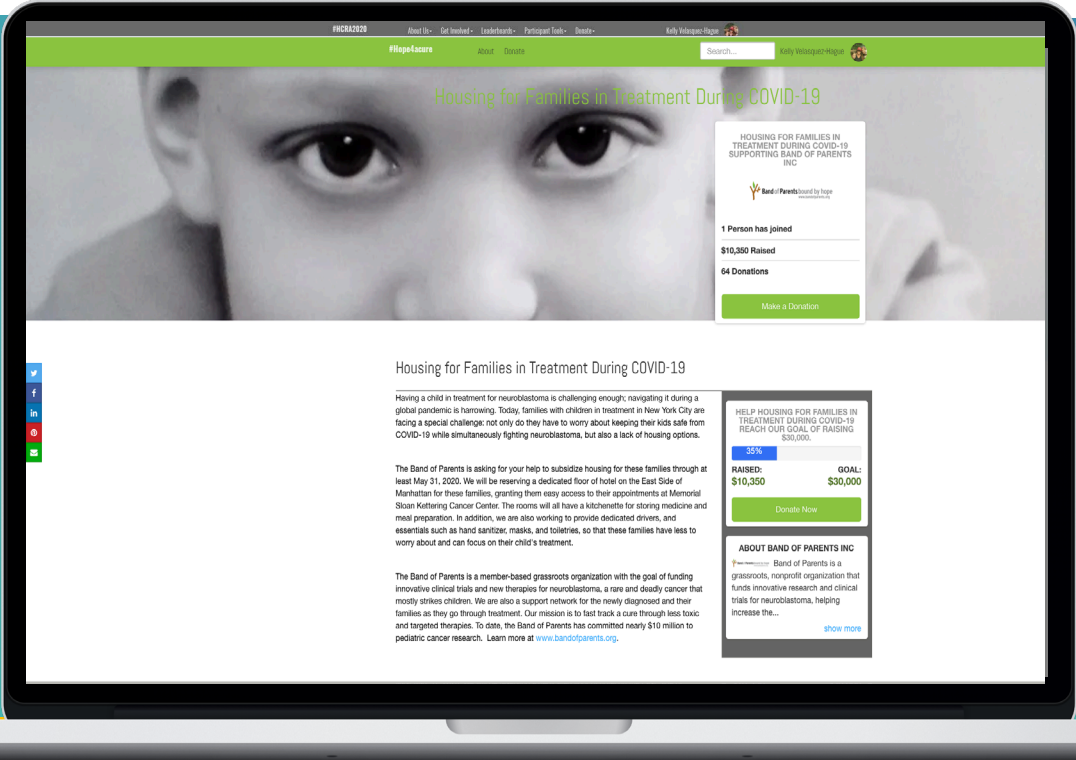 #HCRA2020
About Us
Get Involved
Leaderboards
Participant Tools
Donate
Kelly Velasquez-Hague
#Hope4acure
About
Donate
Search...
Kelly Velasquez-Hague
Housing for Families in Treatment During COVID-19
HOUSING FOR FAMILIES IN
TREATMENT DURING COVID-19
SUPPORTING BAND OF PARENTS
INC
Band of Parents bound by hope
www.bandofparents.org
1 Person has joined
$10,350 Raised
64 Donations
Make a Donation
Housing for Families in Treatment During COVID-19
Having a child in treatment for neuroblastoma is challenging enough; navigating it during a
global pandemic is harrowing. Today, families with children in treatment in New York City are
facing a special challenge: not only do they have to worry about keeping their kids safe from
COVID-19 while simultaneously fighting neuroblastoma, but also a lack of housing options.
The Band of Parents is asking for your help to subsidize housing for these families through at
least May 31, 2020. We will be reserving a dedicated floor of hotel on the East Side of
Manhattan for these families, granting them easy access to their appointments at Memorial
Sloan Kettering Cancer Center. The rooms will all have a kitchenette for storing medicine and
meal preparation. In addition, we are also working to provide dedicated drivers, and
essentials such as hand sanitizer, masks, and toiletries, so that these families have less to
worry about and can focus on their child's treatment.
The Band of Parents is a member-based grassroots organization with the goal of funding
innovative clinical trials and new therapies for neuroblastoma, a rare and deadly cancer that
mostly strikes children. We are also a support network for the newly diagnosed and their
families as they go through treatment. Our mission is to fast track a cure through less toxic
and targeted therapies. To date, the Band of Parents has committed nearly $10 million to
pediatric cancer research. Learn more at www.bandofparents.org.
HELP HOUSING FOR FAMILIES IN
TREATMENT DURING COVID-19
REACH OUR GOAL OF RAISING
$30,000.
35%
RAISED:
GOAL:
$10,350
$30,000
Donate Now
ABOUT BAND OF PARENTS INC
Band of Parents is a
grassroots, nonprofit organization that
funds innovative research and clinical
trials for neuroblastoma, helping
increase the...
show more